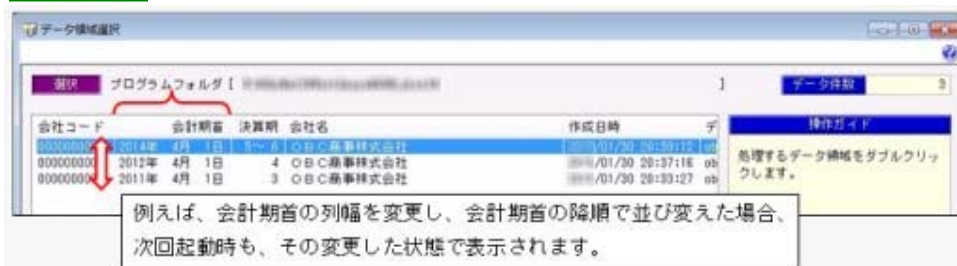 データ領域選択
選択 プログラムフォルダ [ ] データ件数 3
会社コード 会計期首 決算期 会社名 作成日時 デ 操作ガイド
2014年 4月 1日 5～ 6 ＯＢＣ商事株式会社 /01/30 20:39:12 ob
2012年 4月 1日 4 ＯＢＣ商事株式会社 /01/30 20:37:16 ob
2011年 4月 1日 3 ＯＢＣ商事株式会社 /01/30 20:33:27 ob
処理するデータ領域をダブルクリックします。
例えば、会計期首の列幅を変更し、会計期首の降順で並び変えた場合、
次回起動時も、その変更した状態で表示されます。